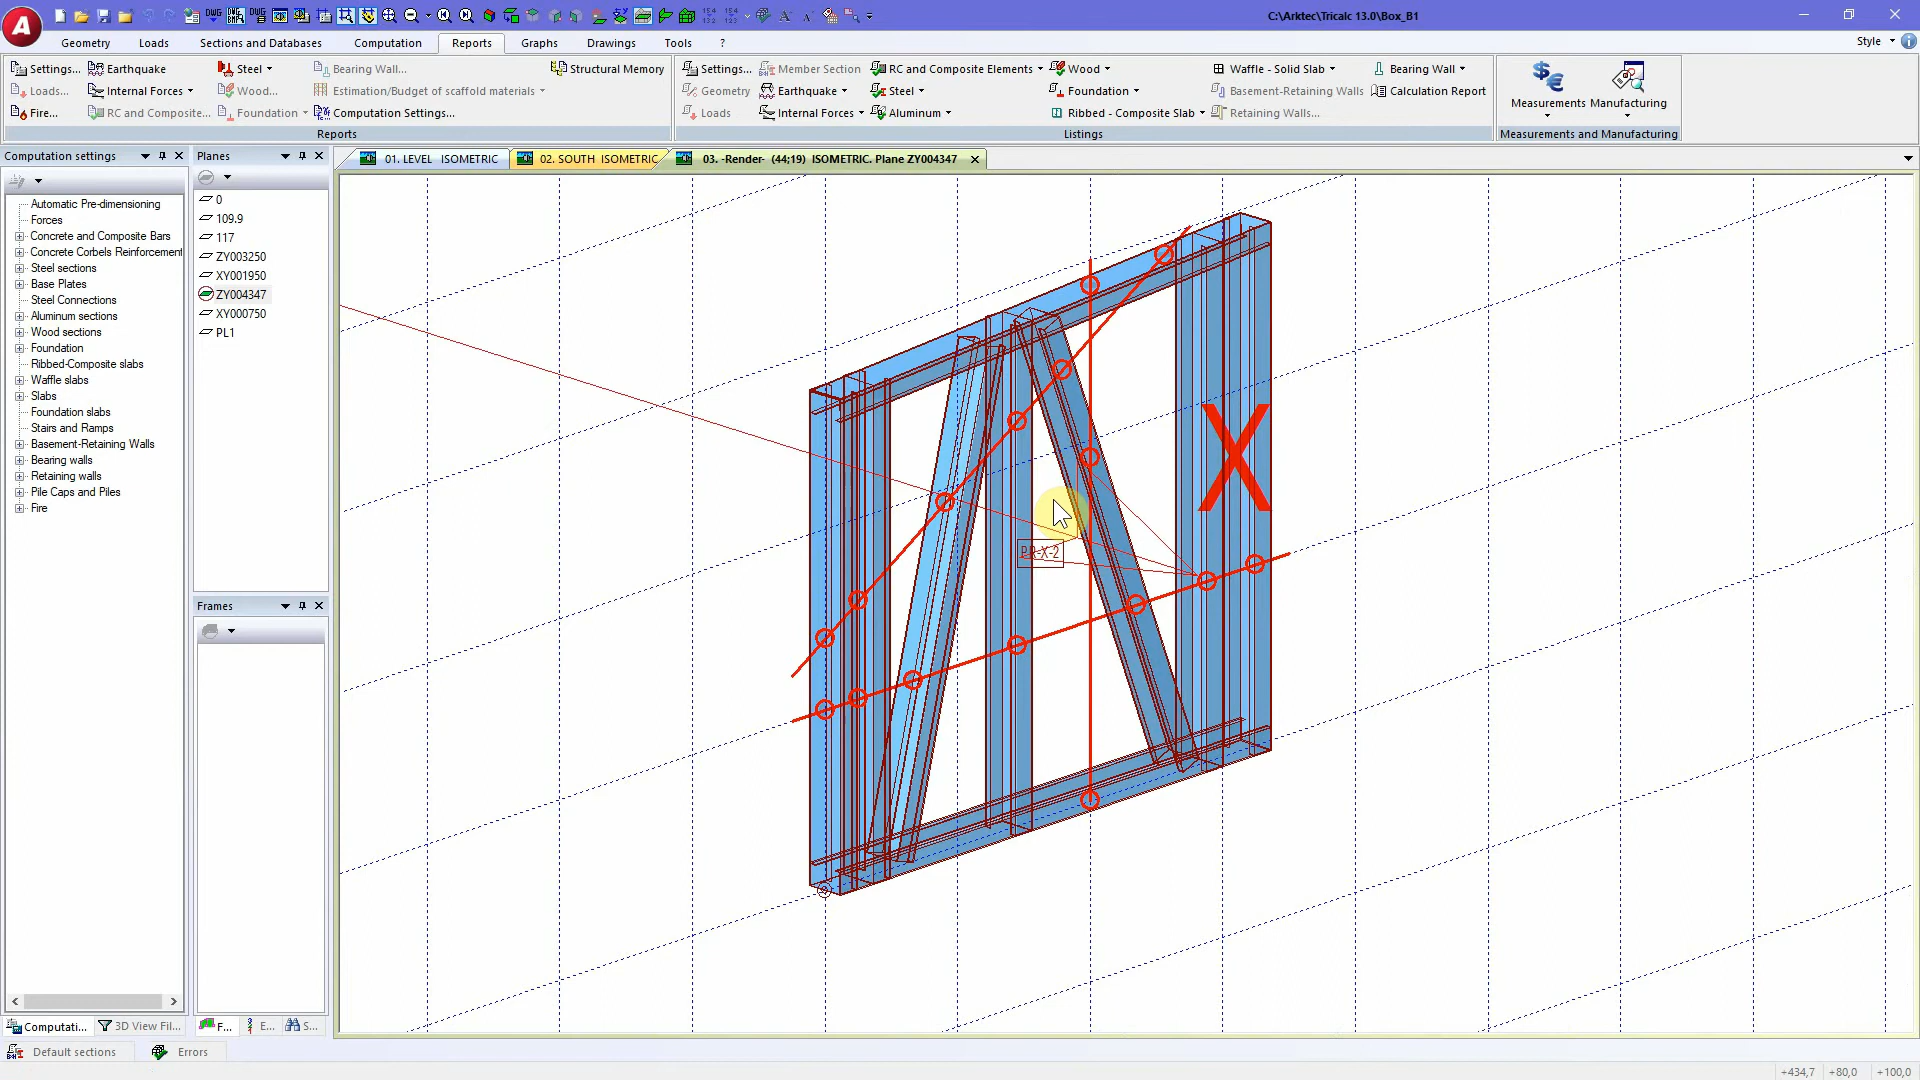 C:\Arktec\Tricalc 13.0\Box_B1
Geometry Loads Sections and Databases Computation Reports Graphs Drawings Tools ?
Style
Settings... Earthquake Steel Bearing Wall... Structural Memory
Loads... Internal Forces Wood... Estimation/Budget of scaffold materials
Fire... RC and Composite... Foundation Computation Settings...
Reports
Settings... Member Section RC and Composite Elements Wood Waffle - Solid Slab Bearing Wall
Geometry Earthquake Steel Foundation Basement-Retaining Walls Calculation Report
Loads Internal Forces Aluminum Ribbed - Composite Slab Retaining Walls...
Listings
Measurements Manufacturing
Measurements and Manufacturing
Computation settings
Planes
01. LEVEL ISOMETRIC
02. SOUTH ISOMETRIC
03. -Render- (44;19) ISOMETRIC. Plane ZY004347
Automatic Pre-dimensioning
Forces
Concrete and Composite Bars
Concrete Corbels Reinforcement
Steel sections
Base Plates
Steel Connections
Aluminum sections
Wood sections
Foundation
Ribbed-Composite slabs
Waffle slabs
Slabs
Foundation slabs
Stairs and Ramps
Basement-Retaining Walls
Bearing walls
Retaining walls
Pile Caps and Piles
Fire
0
109.9
117
ZY003250
XY001950
ZY004347
XY000750
PL1
Frames
X
PR-X-2
Computati... 3D View Fil... F... E... S...
Default sections Errors
+434,7 +80,0 +100,0